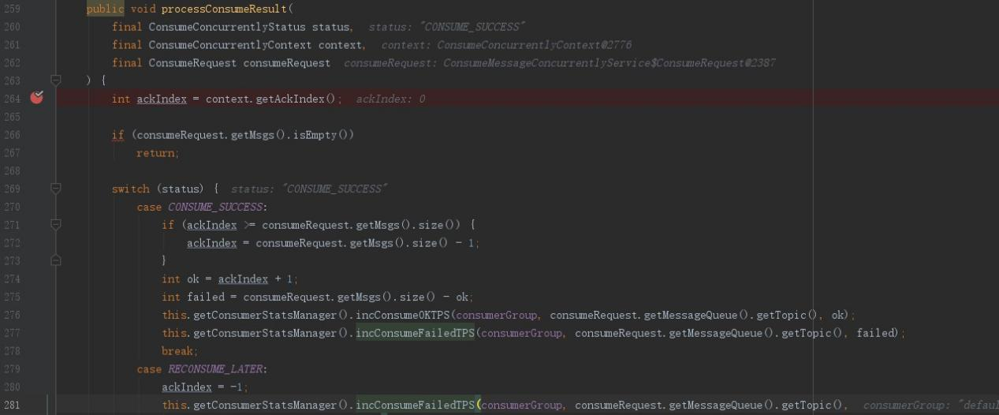 259 public void processConsumeResult(
260 final ConsumeConcurrentlyStatus status, status: "CONSUME_SUCCESS"
261 final ConsumeConcurrentlyContext context, context: ConsumeConcurrentlyContext@2776
262 final ConsumeRequest consumeRequest consumeRequest: ConsumeMessageConcurrentlyService$ConsumeRequest@2387
263 ) {
264 int ackIndex = context.getAckIndex(); ackIndex: 0
265
266 if (consumeRequest.getMsgs().isEmpty())
267 return;
268
269 switch (status) { status: "CONSUME_SUCCESS"
270 case CONSUME_SUCCESS:
271 if (ackIndex >= consumeRequest.getMsgs().size()) {
272 ackIndex = consumeRequest.getMsgs().size() - 1;
273 }
274 int ok = ackIndex + 1;
275 int failed = consumeRequest.getMsgs().size() - ok;
276 this.getConsumerStatsManager().incConsumeOKTPS(consumerGroup, consumeRequest.getMessageQueue().getTopic(), ok);
277 this.getConsumerStatsManager().incConsumeFailedTPS(consumerGroup, consumeRequest.getMessageQueue().getTopic(), failed);
278 break;
279 case RECONSUME_LATER:
280 ackIndex = -1;
281 this.getConsumerStatsManager().incConsumeFailedTPS(consumerGroup, consumeRequest.getMessageQueue().getTopic(), consumerGroup: "defau